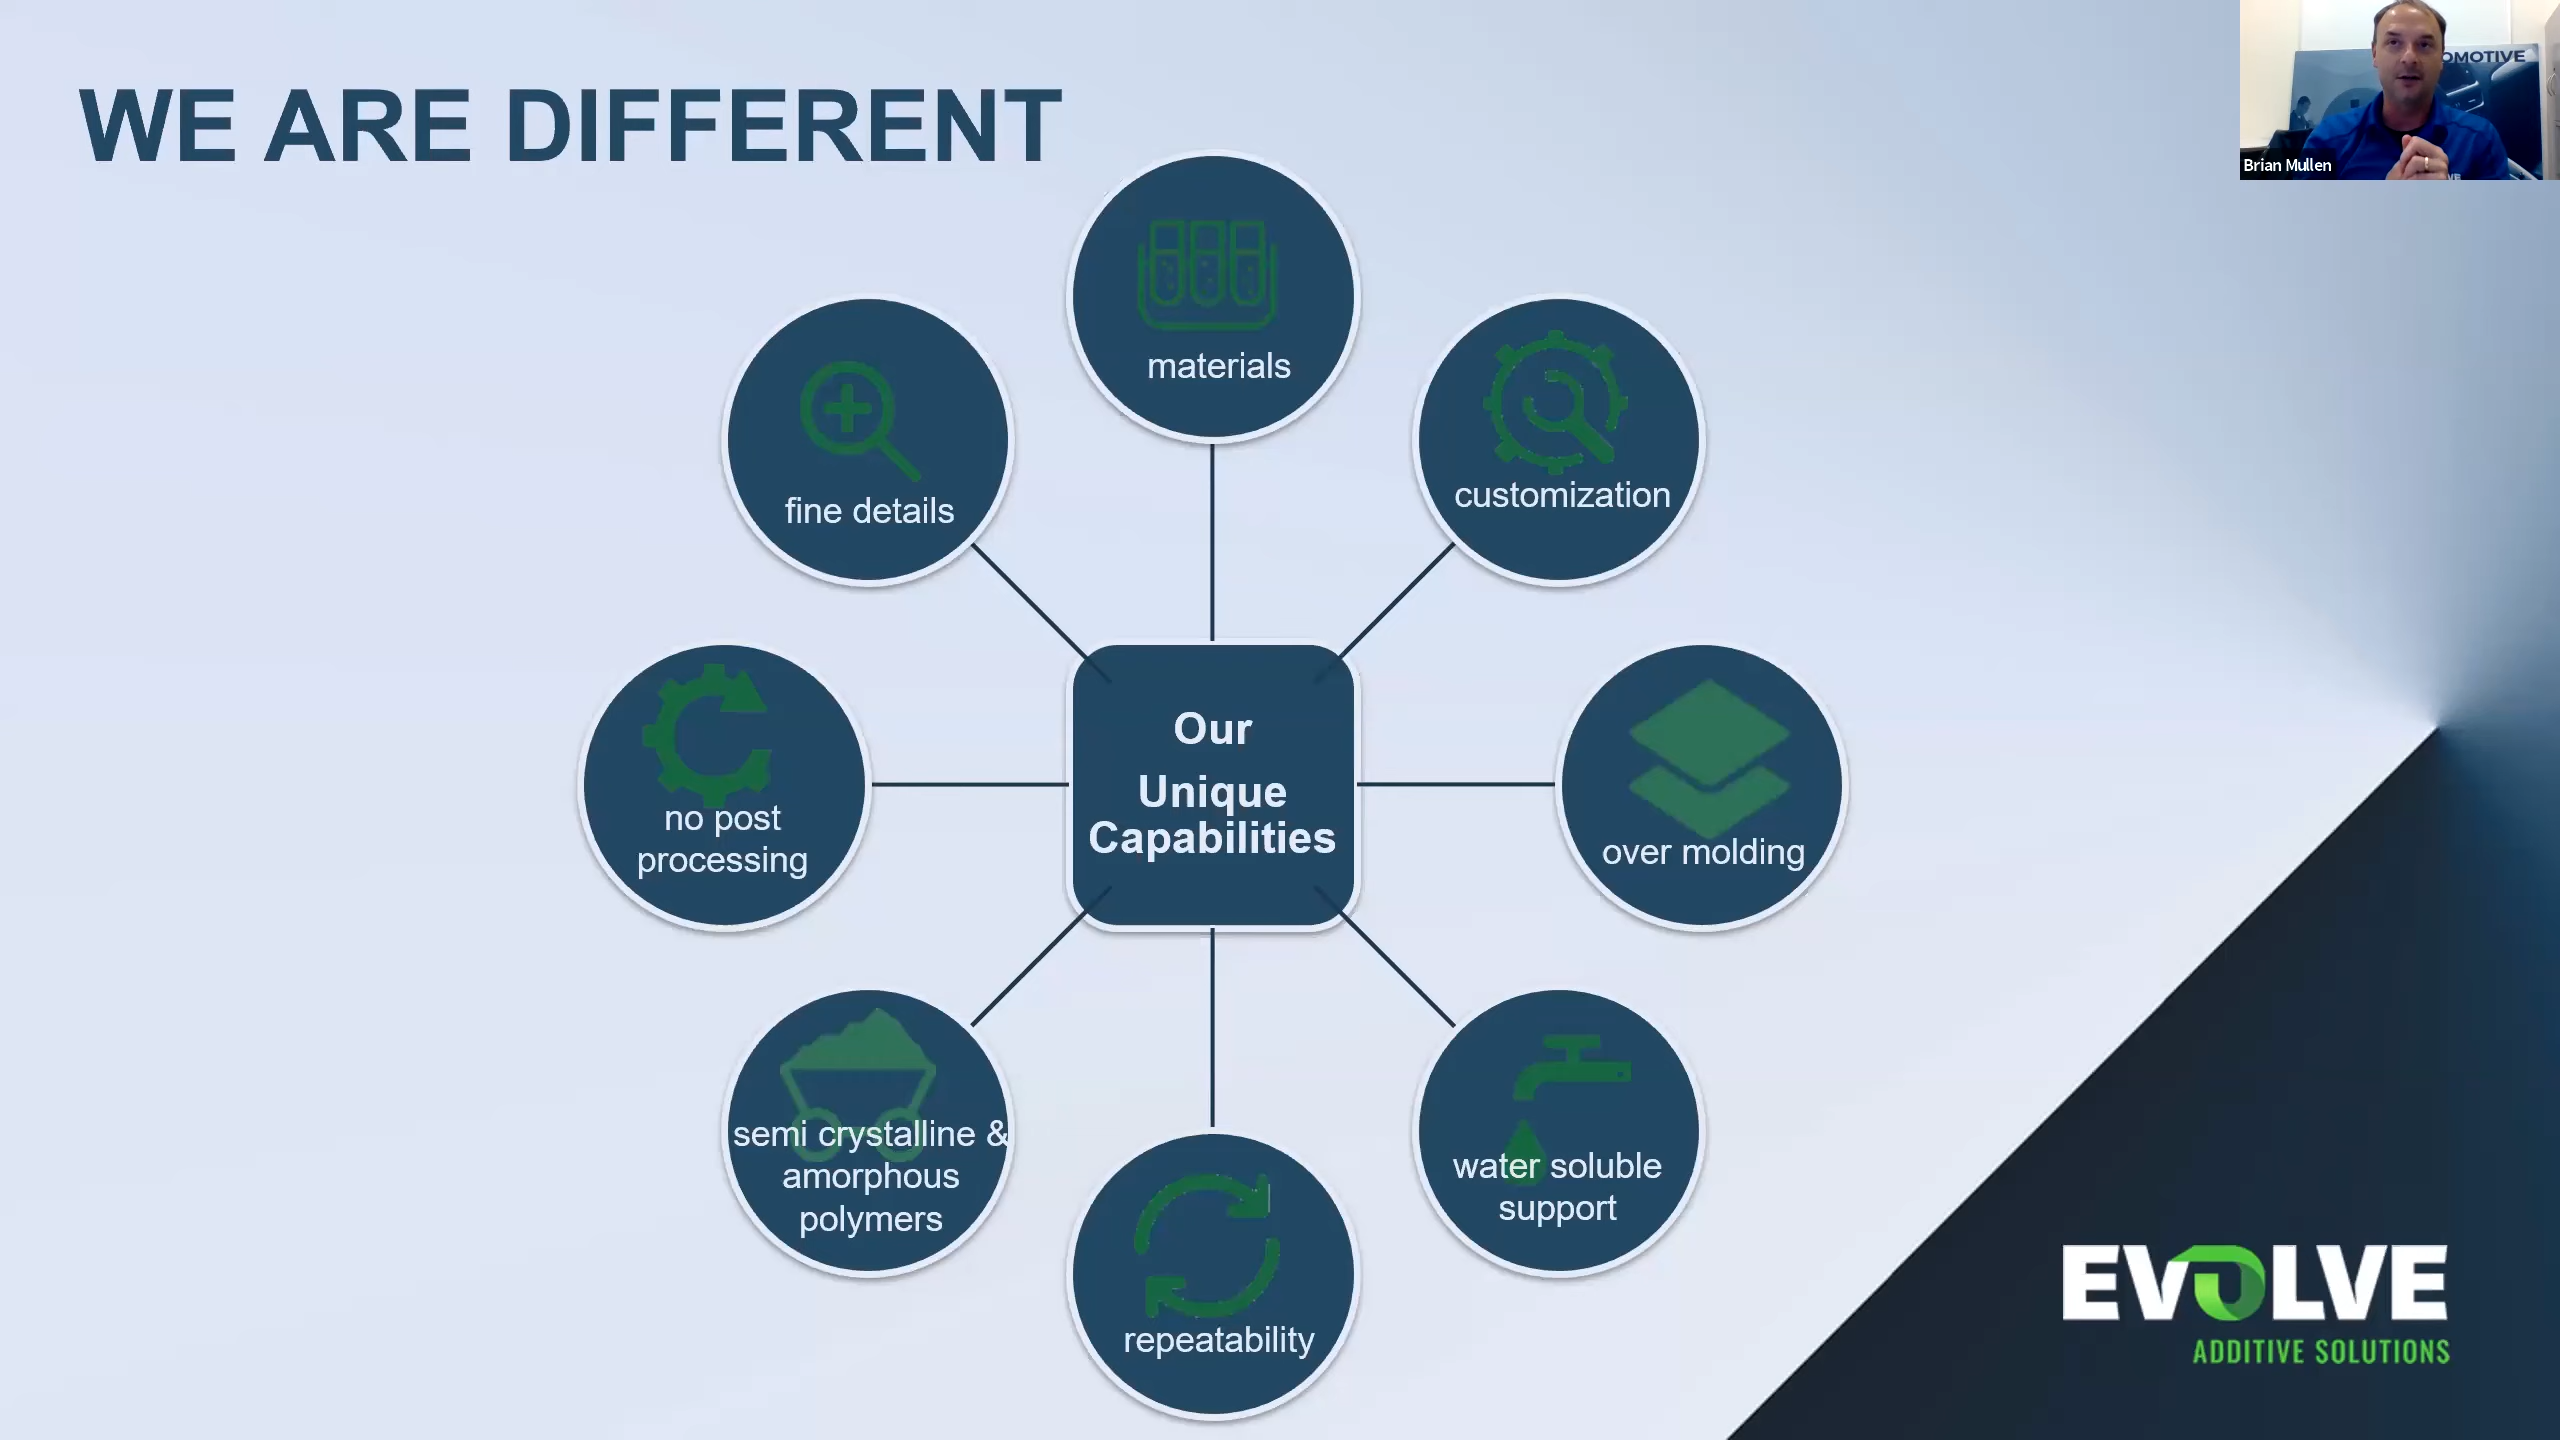 WE ARE DIFFERENT
OMOTIVE
Brian Mullen
materials
fine details
customization
Our
Unique
Capabilities
no post
processing
over molding
semi crystalline &
amorphous
polymers
water soluble
support
repeatability
EVOLVE
ADDITIVE SOLUTIONS